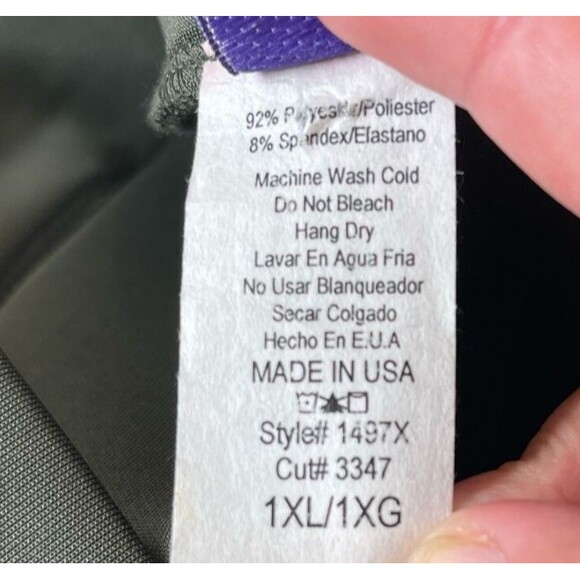 92% Polyester/Poliester
8% Spandex/Elastano
Machine Wash Cold
Do Not Bleach
Hang Dry
Lavar En Agua Fria
No Usar Blanqueador
Secar Colgado
Hecho En E.U.A
MADE IN USA
Style# 1497X
Cut# 3347
1XL/1XG